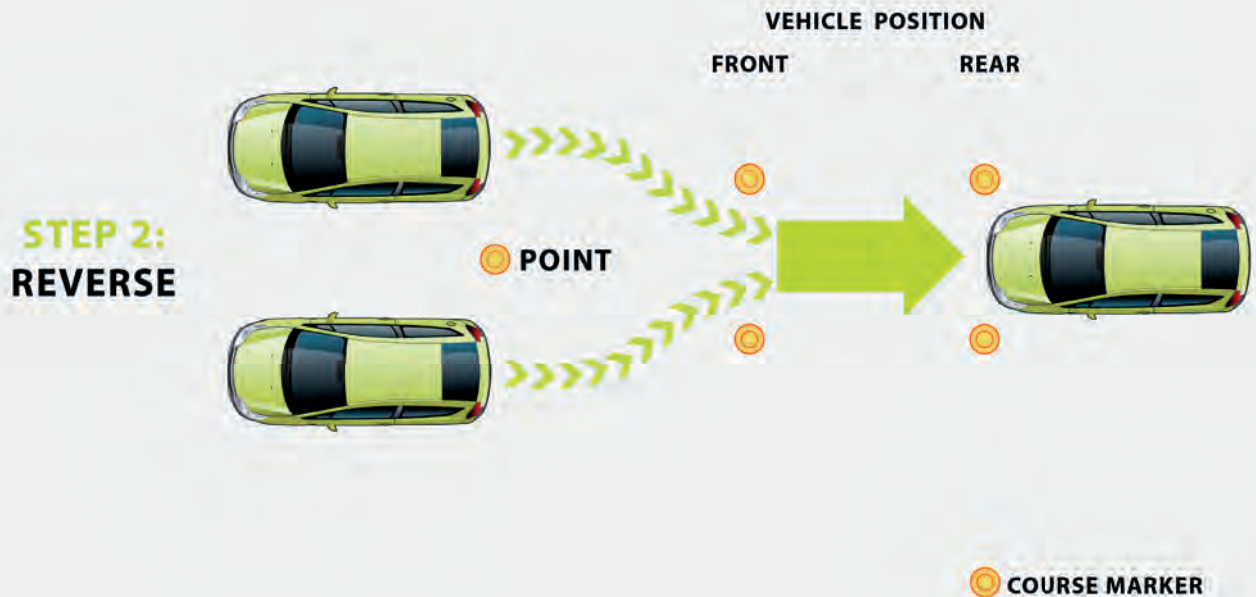 VEHICLE POSITION
FRONT
REAR
STEP 2:
REVERSE
POINT
COURSE MARKER